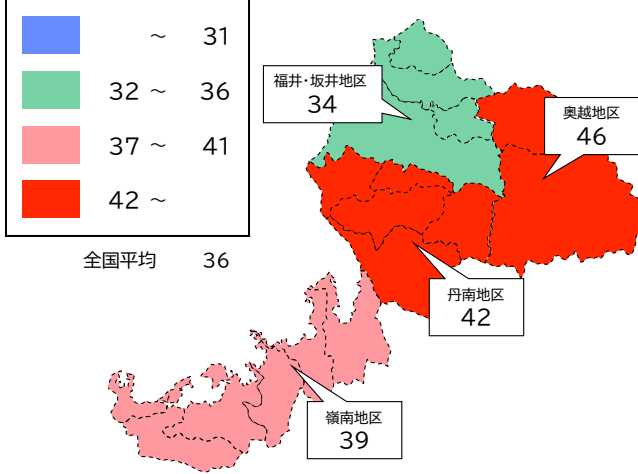 ～ 31
32 ～ 36
37 ～ 41
42 ～
全国平均 36
福井・坂井地区
34
奥越地区
46
丹南地区
42
嶺南地区
39